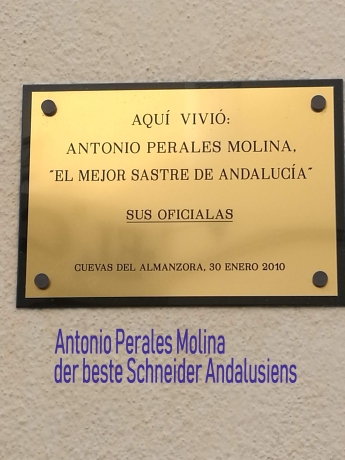 AQUÍ VIVIÓ:
ANTONIO PERALES MOLINA,
"EL MEJOR SASTRE DE ANDALUCÍA"
SUS OFICIALAS
CUEVAS DEL ALMANZORA, 30 ENERO 2010
Antonio Perales Molina
der beste Schneider Andalusiens